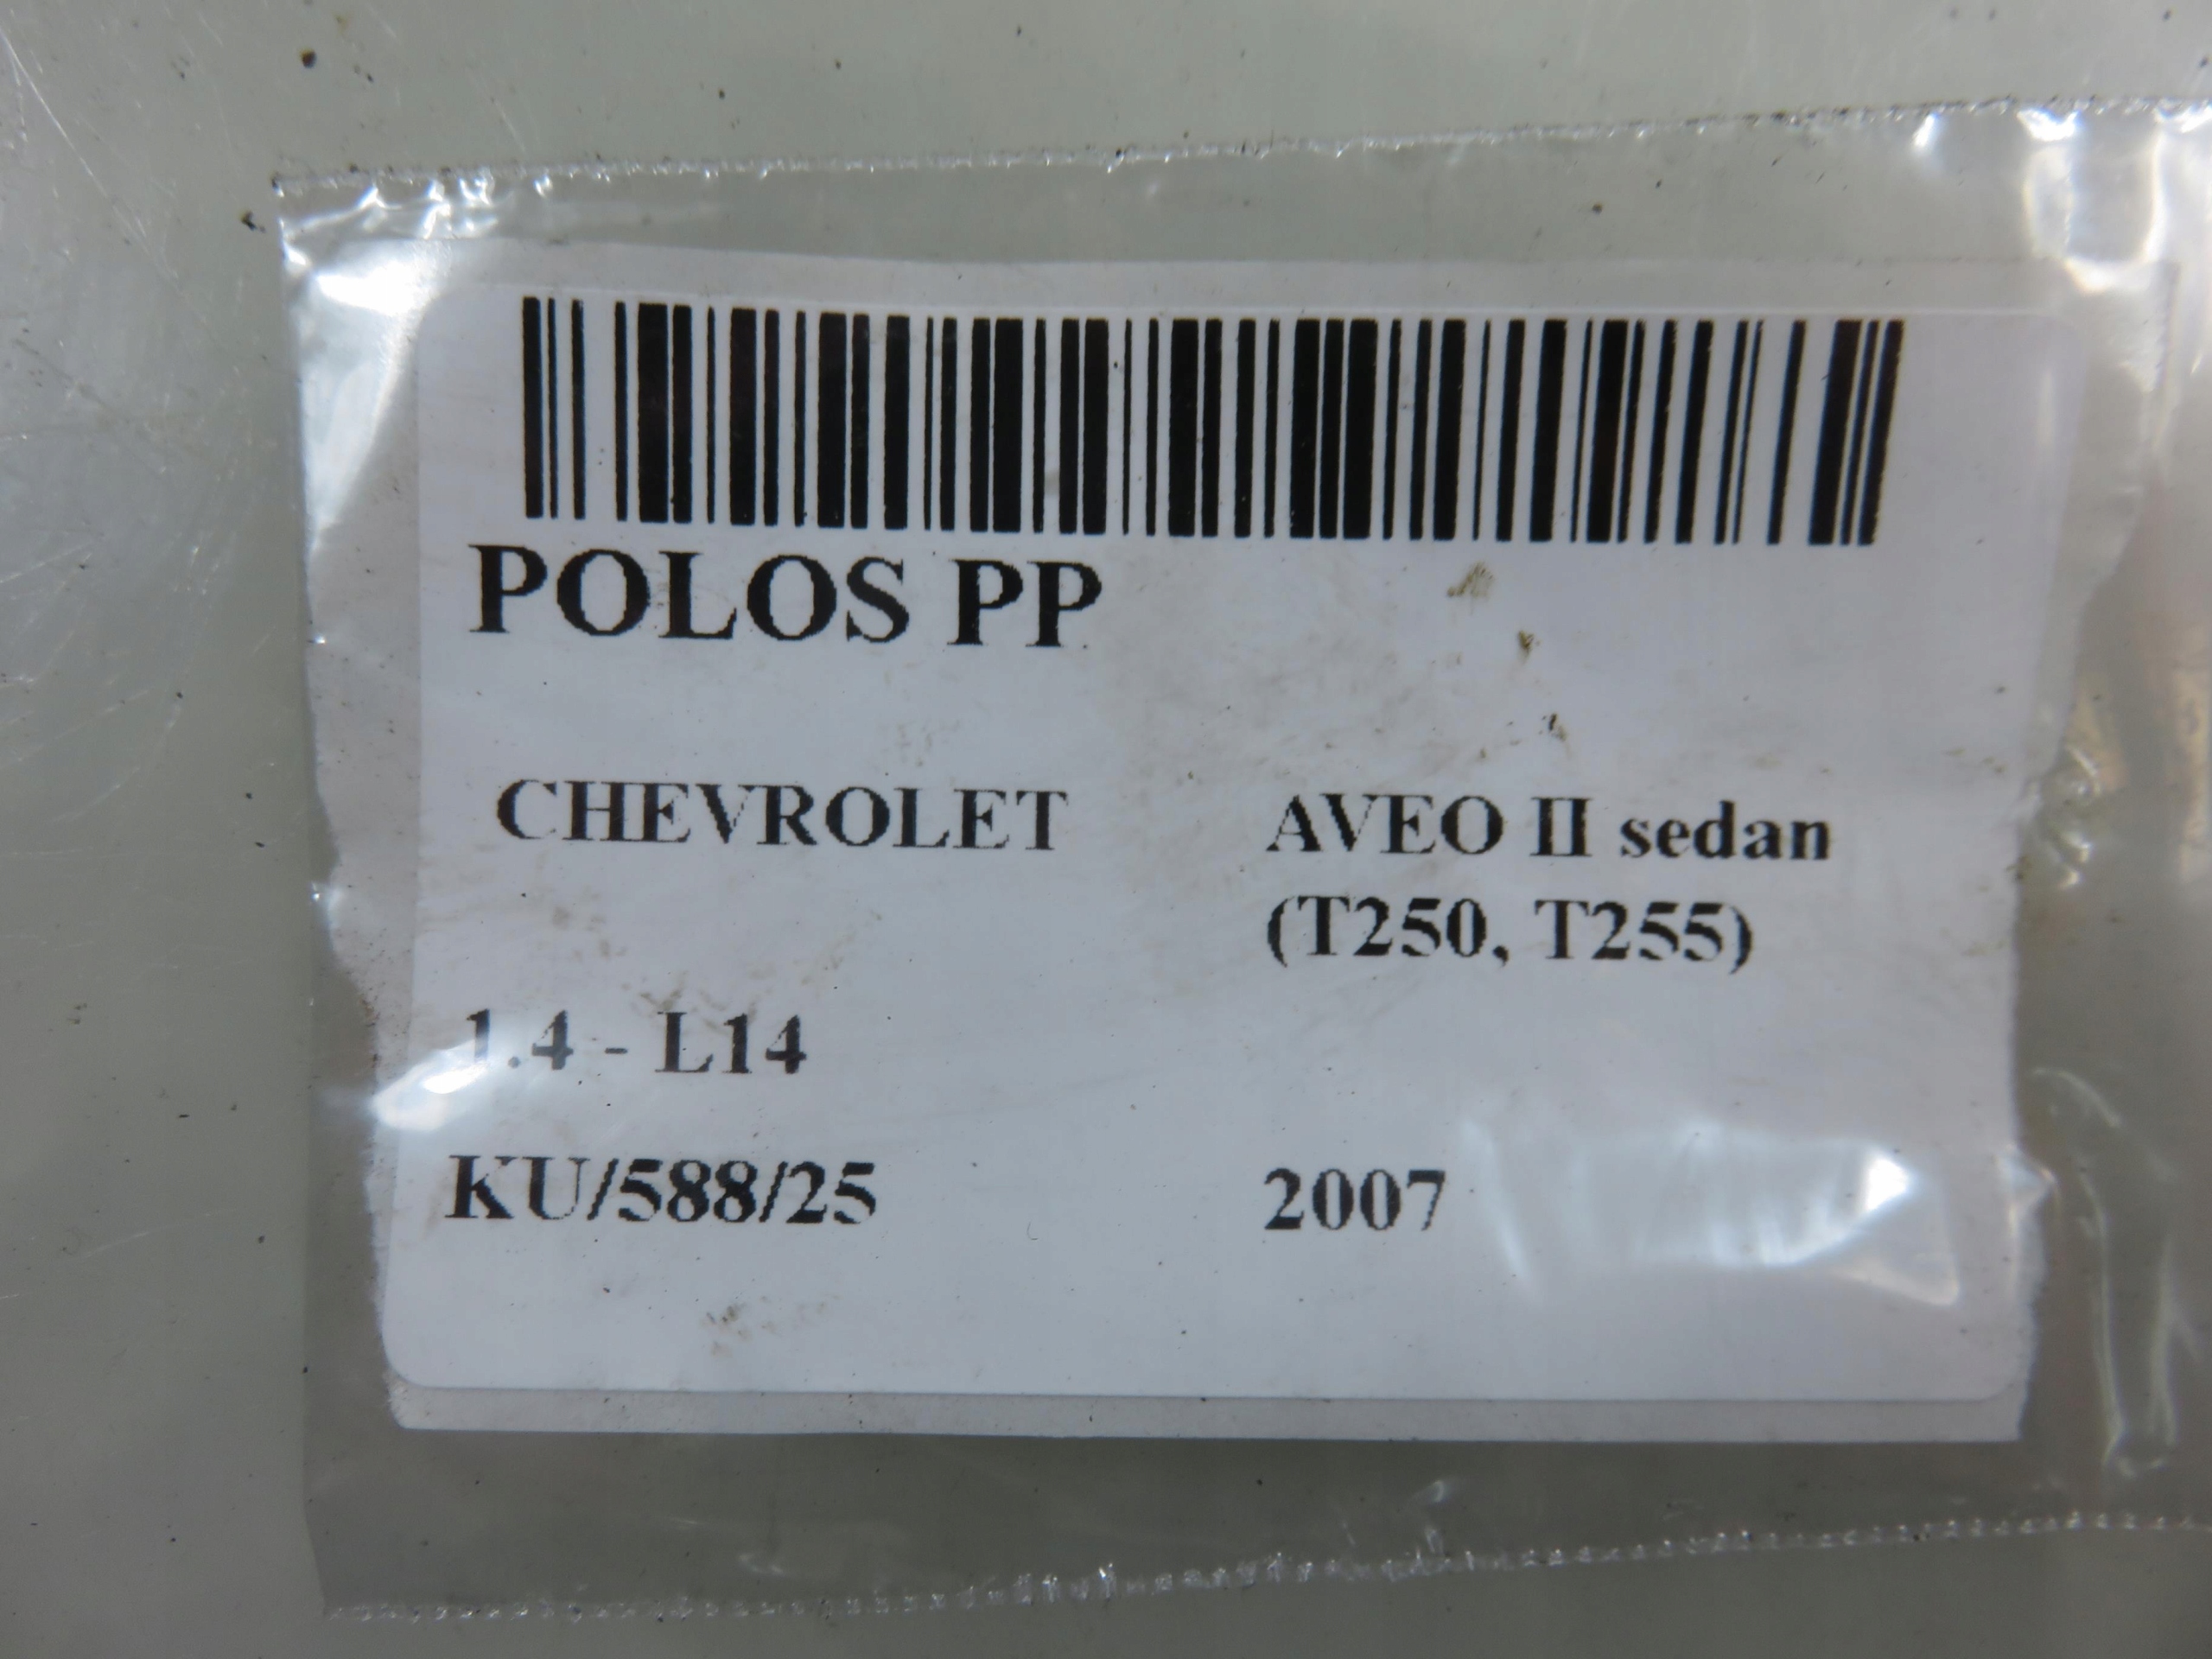 POLOS PP
CHEVROLET AVEO II sedan
(T250, T255)
1.4 - L14
KU/588/25 2007